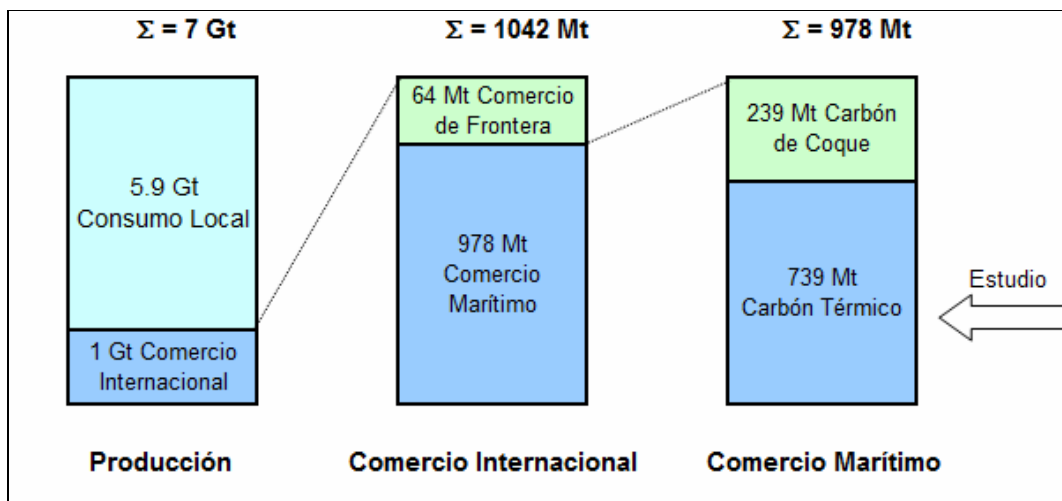 Σ = 7 Gt
Σ = 1042 Mt
Σ = 978 Mt
5.9 Gt
Consumo Local
1 Gt Comercio
Internacional
64 Mt Comercio
de Frontera
978 Mt
Comercio
Marítimo
239 Mt Carbón
de Coque
739 Mt
Carbón Térmico
Estudio
Producción
Comercio Internacional
Comercio Marítimo